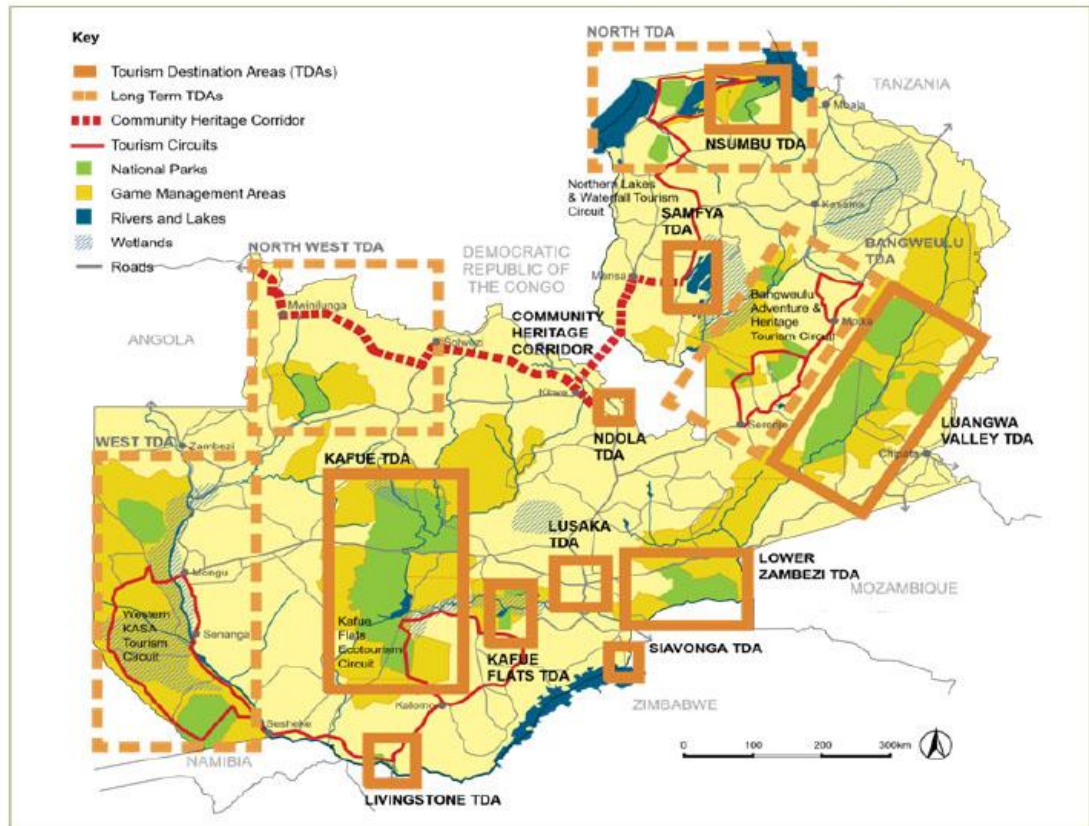 Key
Tourism Destination Areas (TDAs)
Long Term TDAs
Community Heritage Corridor
Tourism Circuits
National Parks
Game Management Areas
Rivers and Lakes
Wetlands
Roads
NORTH TDA
TANZANIA
Mbala
NSUMBU TDA
Northern Lakes
& Waterfall Tourism
Circuit
Kasama
SAMFYA
TDA
BANGWEULU
TDA
NORTH WEST TDA
DEMOCRATIC
REPUBLIC OF
THE CONGO
Mansa
Bangweulu
Adventure &
Heritage
Tourism
Circuit
Mpika
Mwinilunga
COMMUNITY
HERITAGE
CORRIDOR
ANGOLA
Solwezi
Kitwe
NDOLA
TDA
Serenje
LUANGWA
VALLEY TDA
Chipata
WEST TDA
Zambezi
KAFUE TDA
LUSAKA
TDA
LOWER
ZAMBEZI TDA
MOZAMBIQUE
Mongu
Western
KASA
Tourism
Circuit
Senanga
Kafue
Flats
Ecotourism
Circuit
KAFUE
FLATS TDA
SIAVONGA TDA
Kalomo
ZIMBABWE
Sesheke
NAMIBIA
LIVINGSTONE TDA
0 100 200 300km